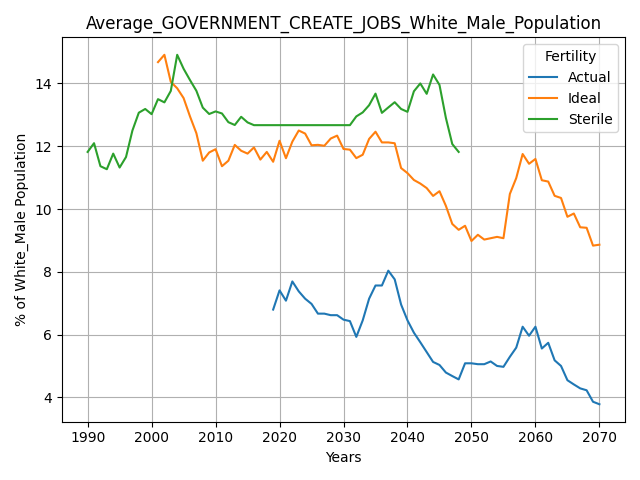 Average_GOVERNMENT_CREATE_JOBS_White_Male_Population
Fertility
Actual
Ideal
Sterile
% of White_Male Population
14
12
10
8
6
4
1990 2000 2010 2020 2030 2040 2050 2060 2070
Years